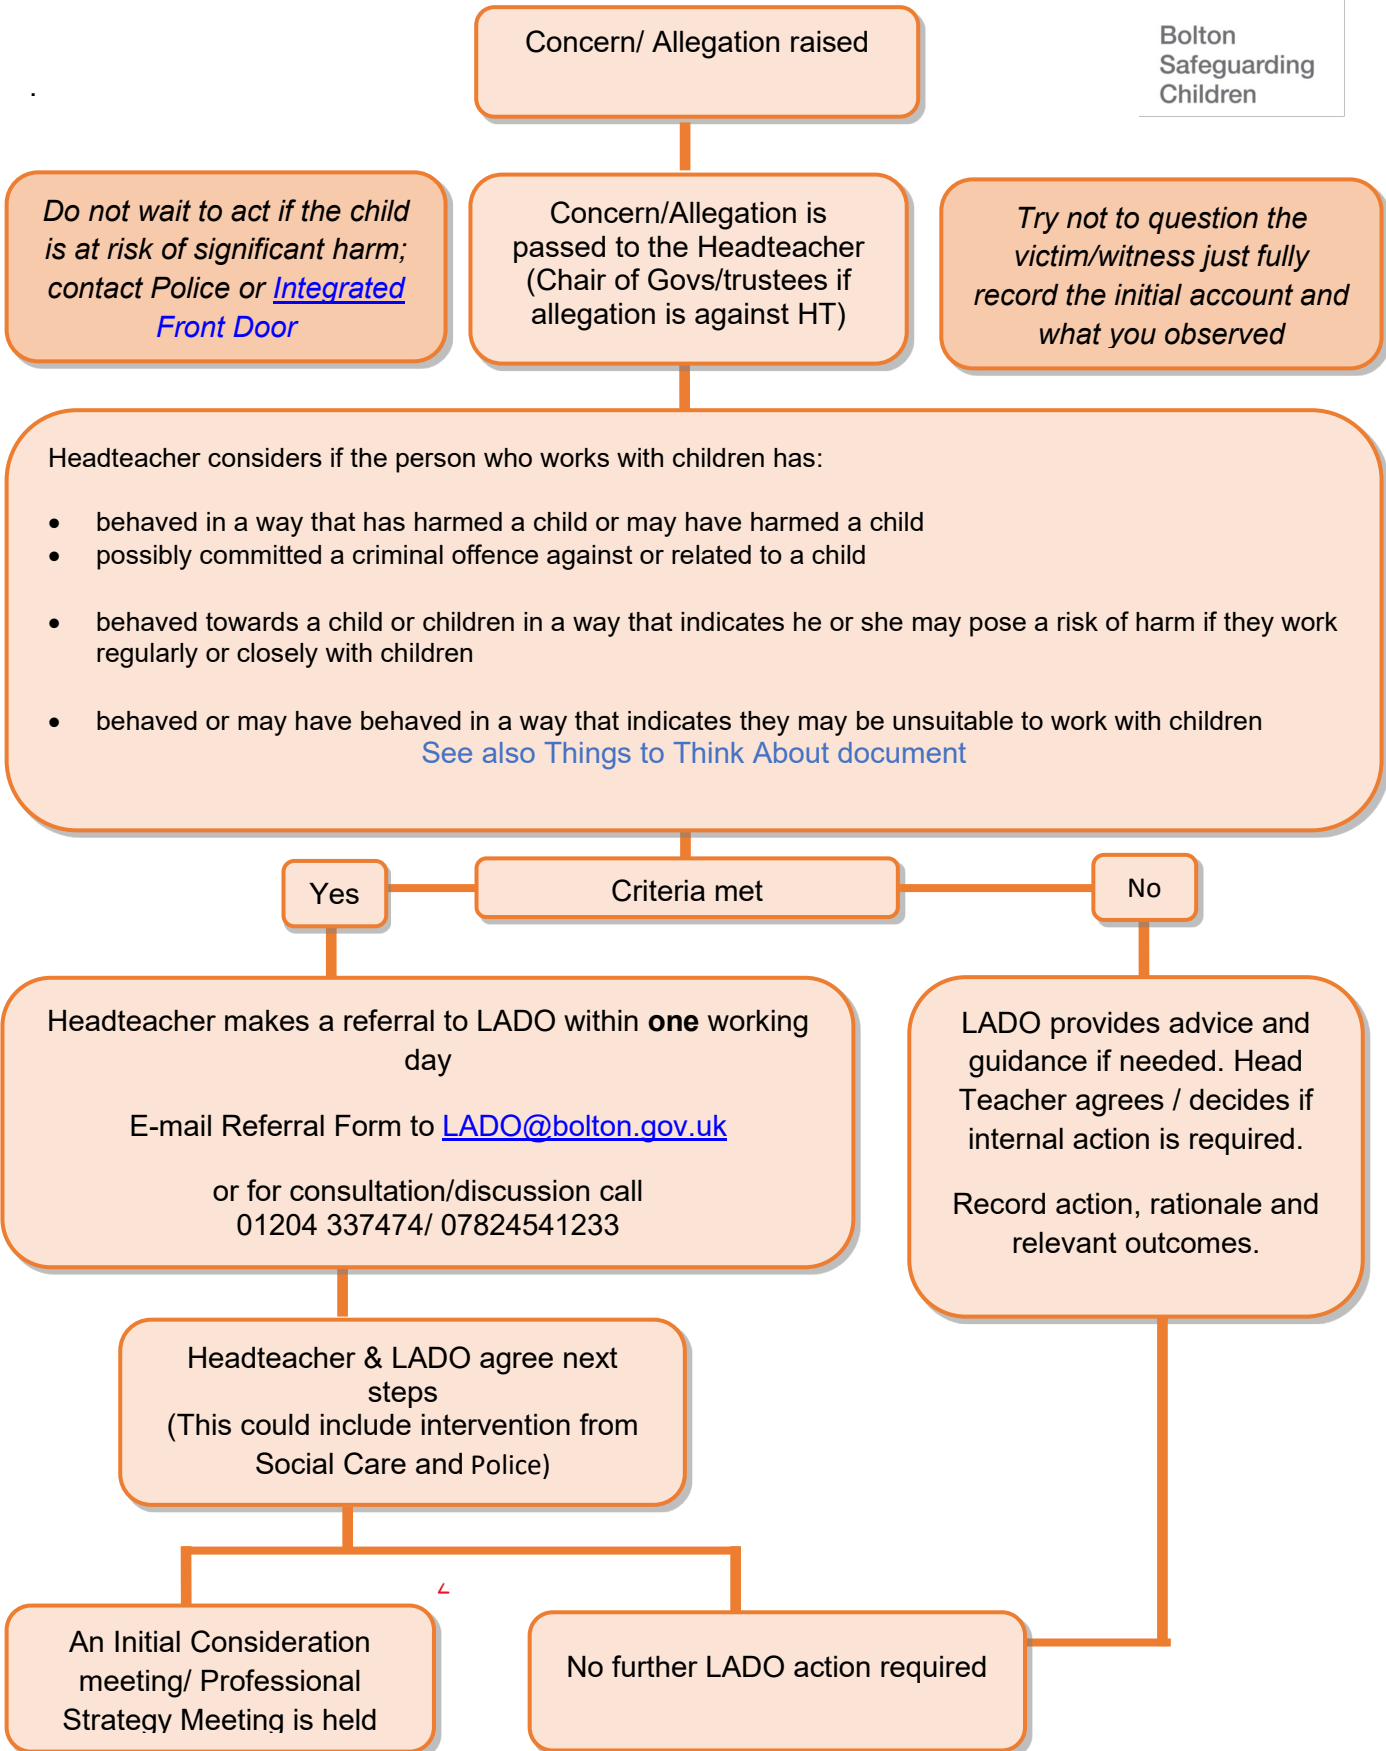 Concern/ Allegation raised
Bolton
Safeguarding
Children
.
Do not wait to act if the child
is at risk of significant harm;
contact Police or Integrated
Front Door
Concern/Allegation is
passed to the Headteacher
(Chair of Govs/trustees if
allegation is against HT)
Try not to question the
victim/witness just fully
record the initial account and
what you observed
Headteacher considers if the person who works with children has:
• behaved in a way that has harmed a child or may have harmed a child
• possibly committed a criminal offence against or related to a child
• behaved towards a child or children in a way that indicates he or she may pose a risk of harm if they work
regularly or closely with children
• behaved or may have behaved in a way that indicates they may be unsuitable to work with children
See also Things to Think About document
Yes
Criteria met
No
Headteacher makes a referral to LADO within one working
day
E-mail Referral Form to LADO@bolton.gov.uk
or for consultation/discussion call
01204 337474/ 07824541233
LADO provides advice and
guidance if needed. Head
Teacher agrees / decides if
internal action is required.
Record action, rationale and
relevant outcomes.
Headteacher & LADO agree next
steps
(This could include intervention from
Social Care and Police)
An Initial Consideration
meeting/ Professional
Strategy Meeting is held
No further LADO action required